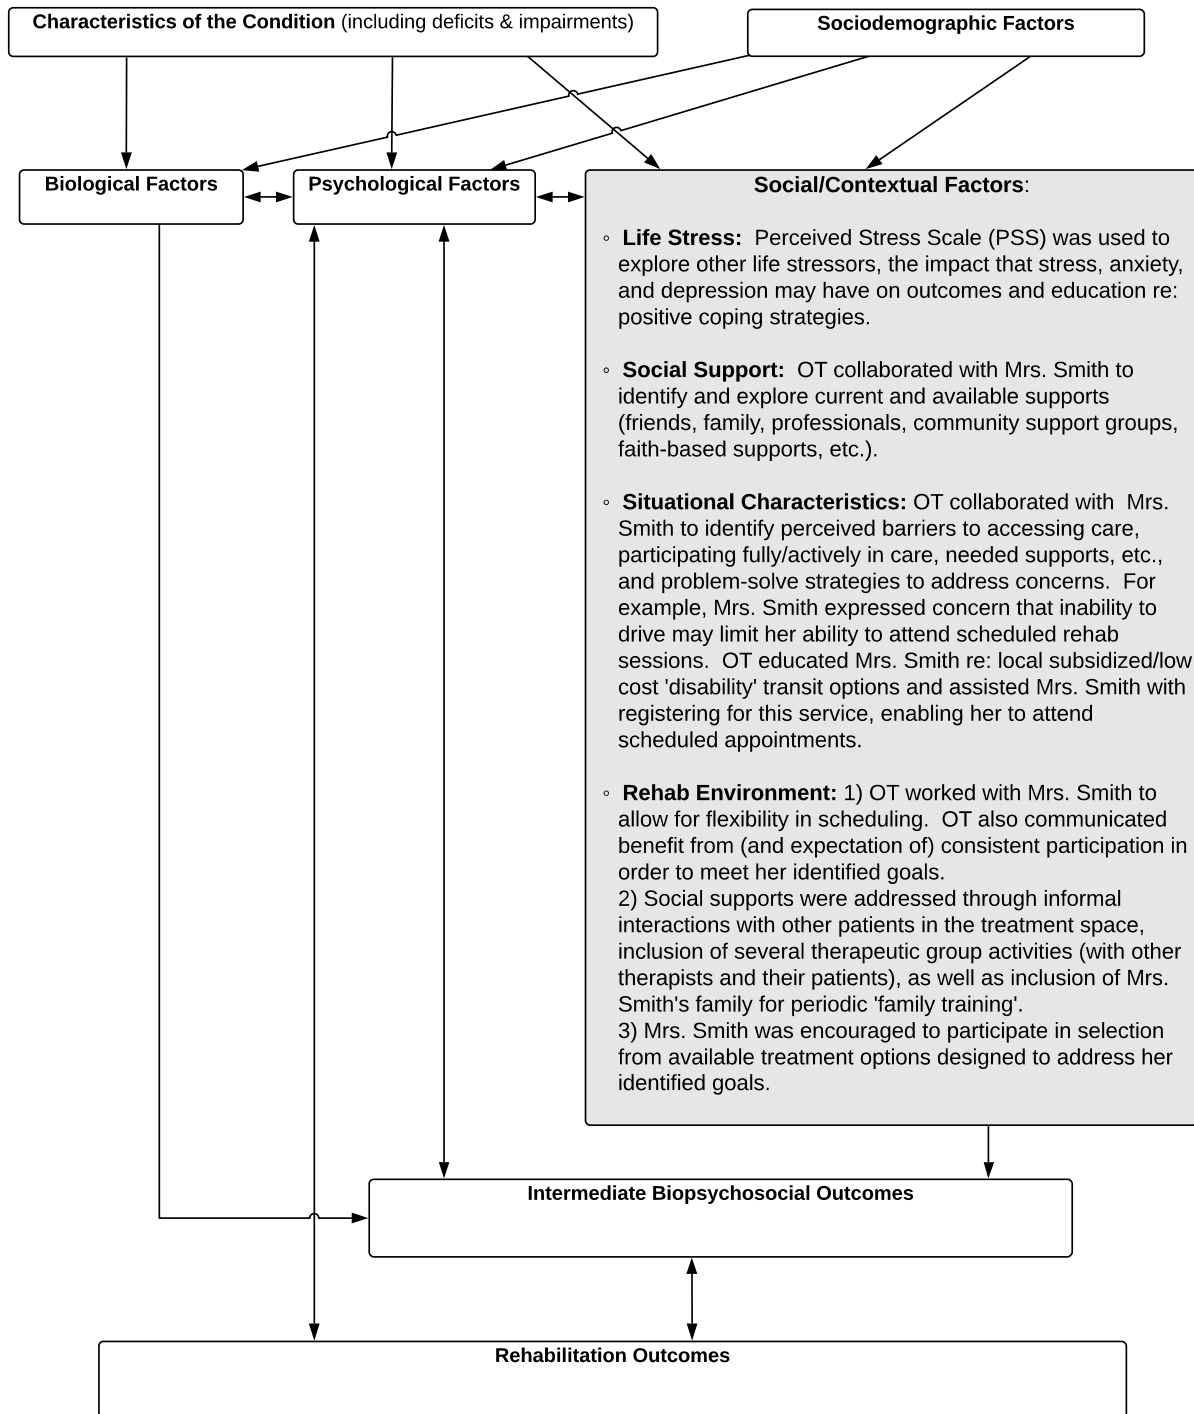 Characteristics of the Condition (including deficits & impairments)
Sociodemographic Factors
Biological Factors
Psychological Factors
Social/Contextual Factors:
◦ Life Stress: Perceived Stress Scale (PSS) was used to
explore other life stressors, the impact that stress, anxiety,
and depression may have on outcomes and education re:
positive coping strategies.
◦ Social Support: OT collaborated with Mrs. Smith to
identify and explore current and available supports
(friends, family, professionals, community support groups,
faith-based supports, etc.).
◦ Situational Characteristics: OT collaborated with Mrs.
Smith to identify perceived barriers to accessing care,
participating fully/actively in care, needed supports, etc.,
and problem-solve strategies to address concerns. For
example, Mrs. Smith expressed concern that inability to
drive may limit her ability to attend scheduled rehab
sessions. OT educated Mrs. Smith re: local subsidized/low
cost 'disability' transit options and assisted Mrs. Smith with
registering for this service, enabling her to attend
scheduled appointments.
◦ Rehab Environment: 1) OT worked with Mrs. Smith to
allow for flexibility in scheduling. OT also communicated
benefit from (and expectation of) consistent participation in
order to meet her identified goals.
2) Social supports were addressed through informal
interactions with other patients in the treatment space,
inclusion of several therapeutic group activities (with other
therapists and their patients), as well as inclusion of Mrs.
Smith's family for periodic 'family training'.
3) Mrs. Smith was encouraged to participate in selection
from available treatment options designed to address her
identified goals.
Intermediate Biopsychosocial Outcomes
Rehabilitation Outcomes